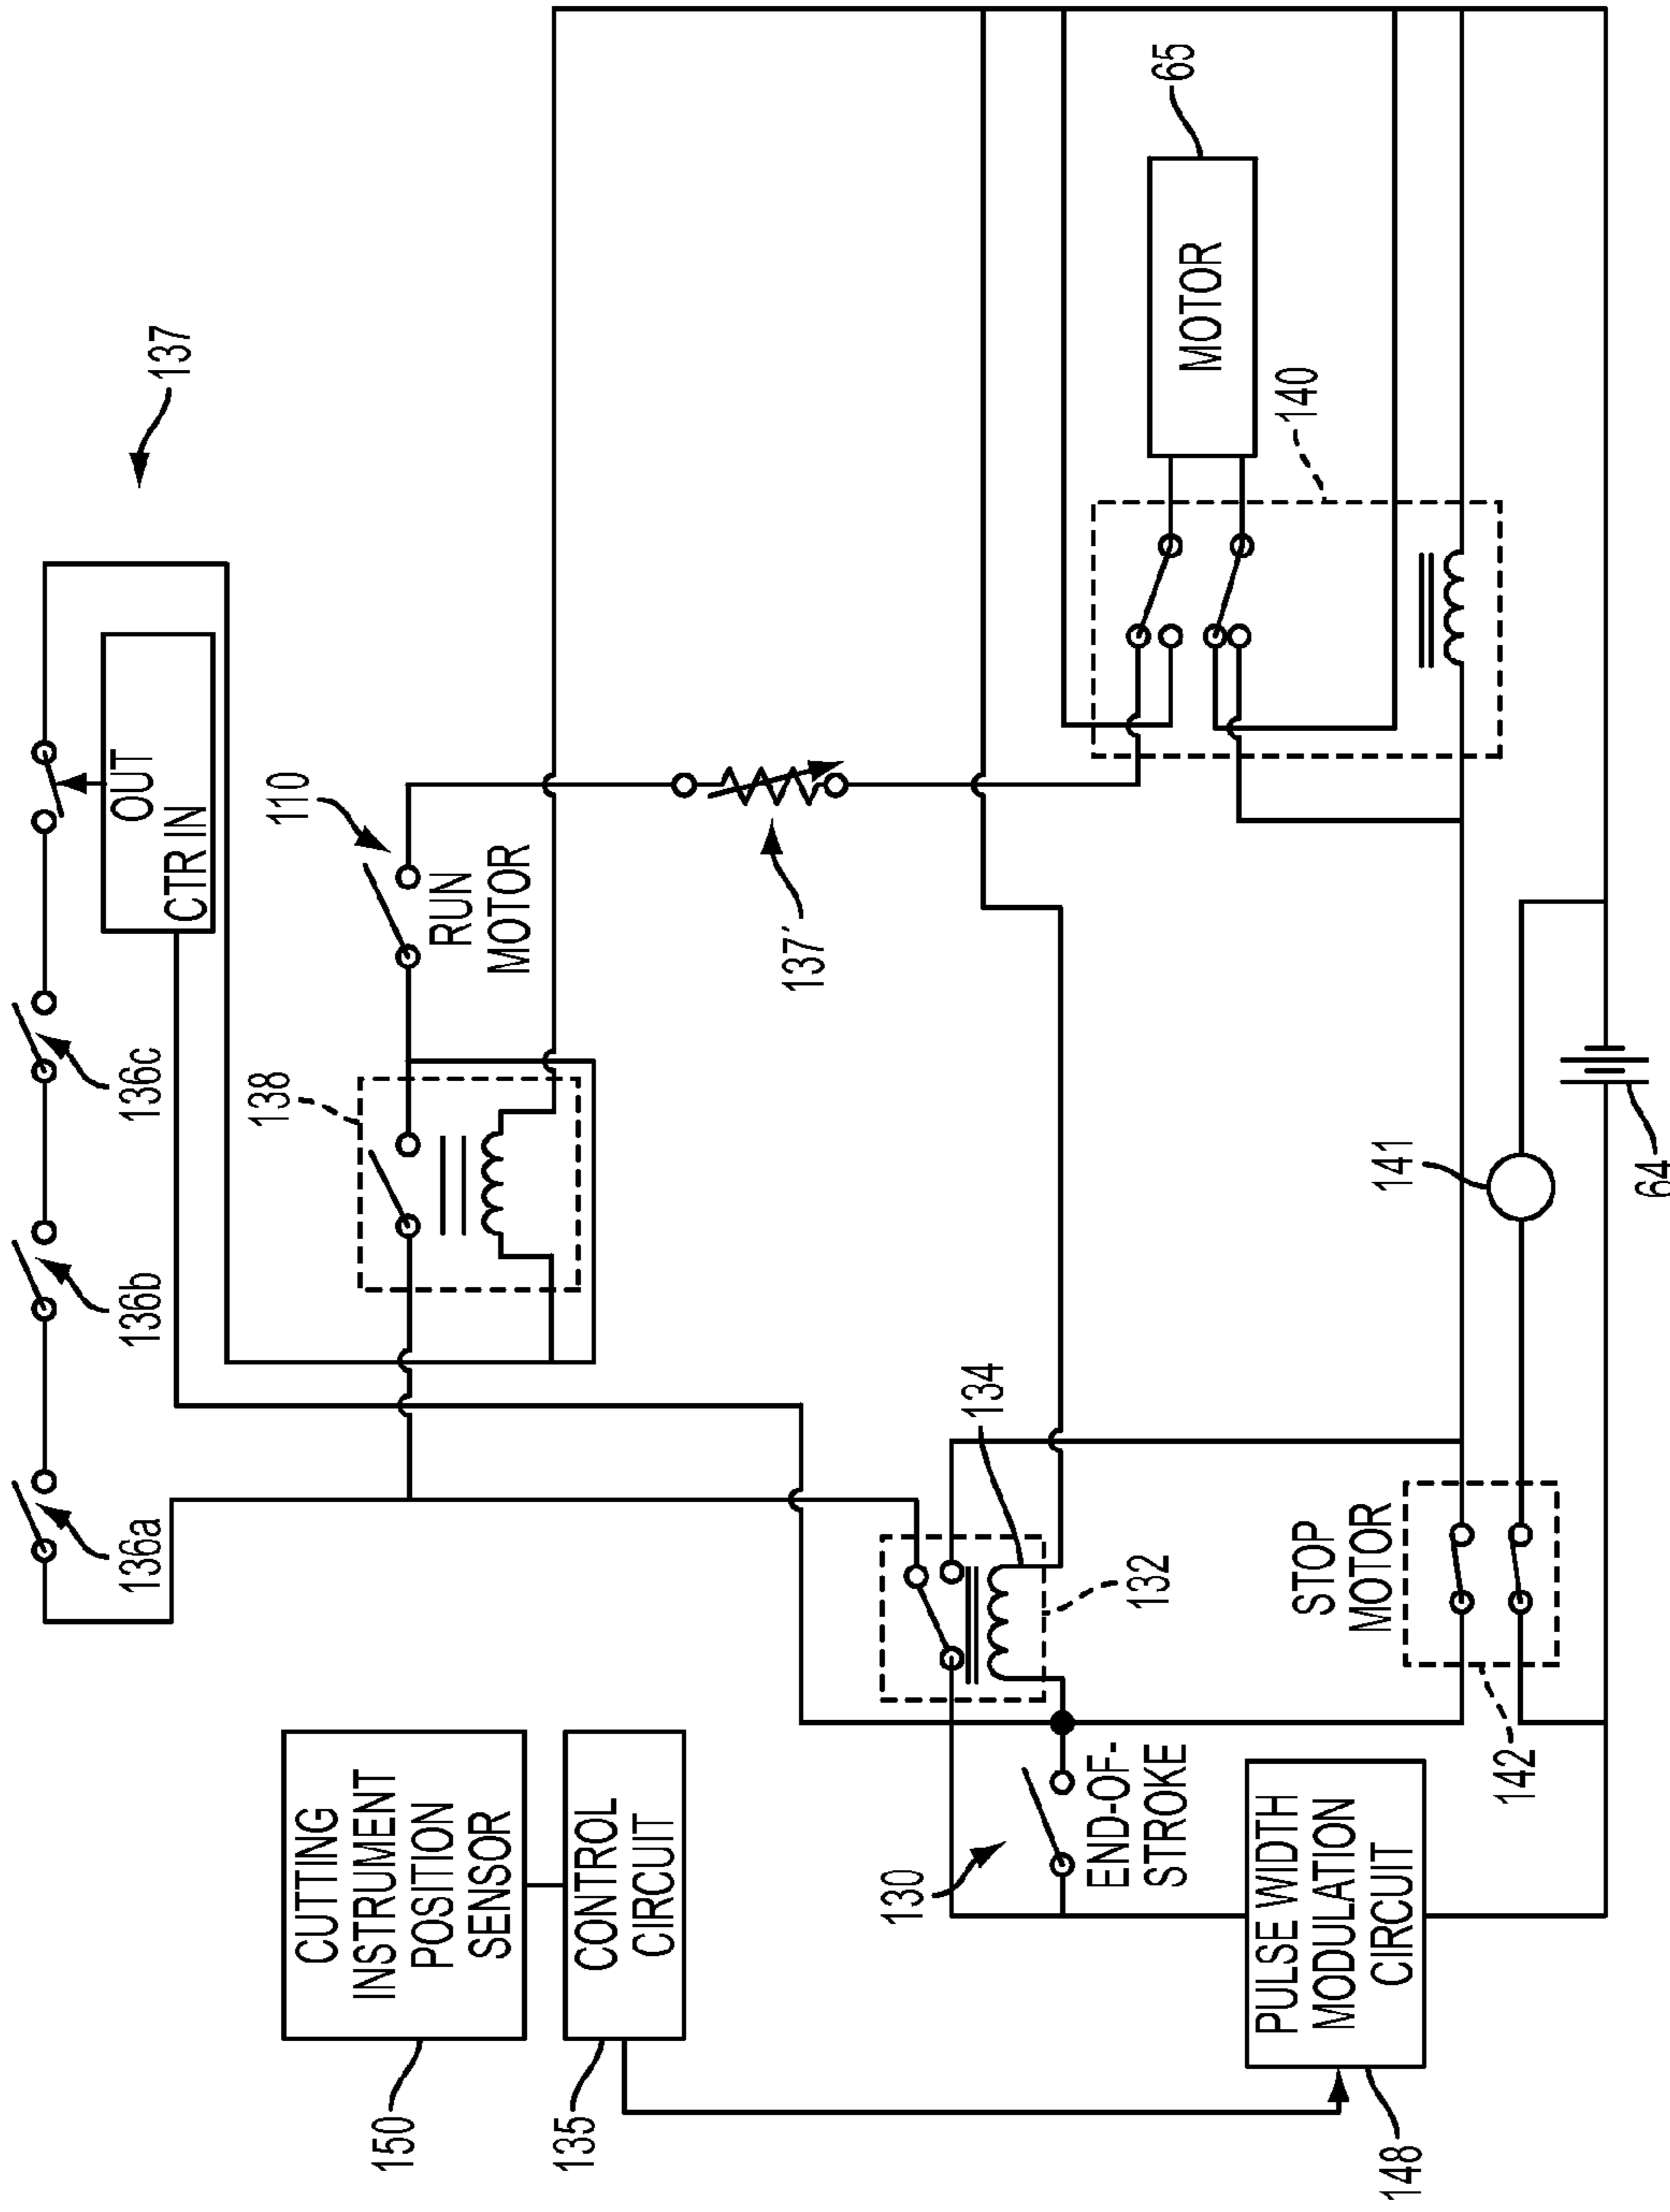 150
CUTTING
INSTRUMENT
POSITION
SENSOR
135
CONTROL
CIRCUIT
148
PULSE WIDTH
MODULATION
CIRCUIT
130
END-OF-
STROKE
142
STOP
MOTOR
132
134
136a
136b
136c
137
OUT
CTR IN
138
110
RUN
MOTOR
137′
141
64
140
MOTOR
65